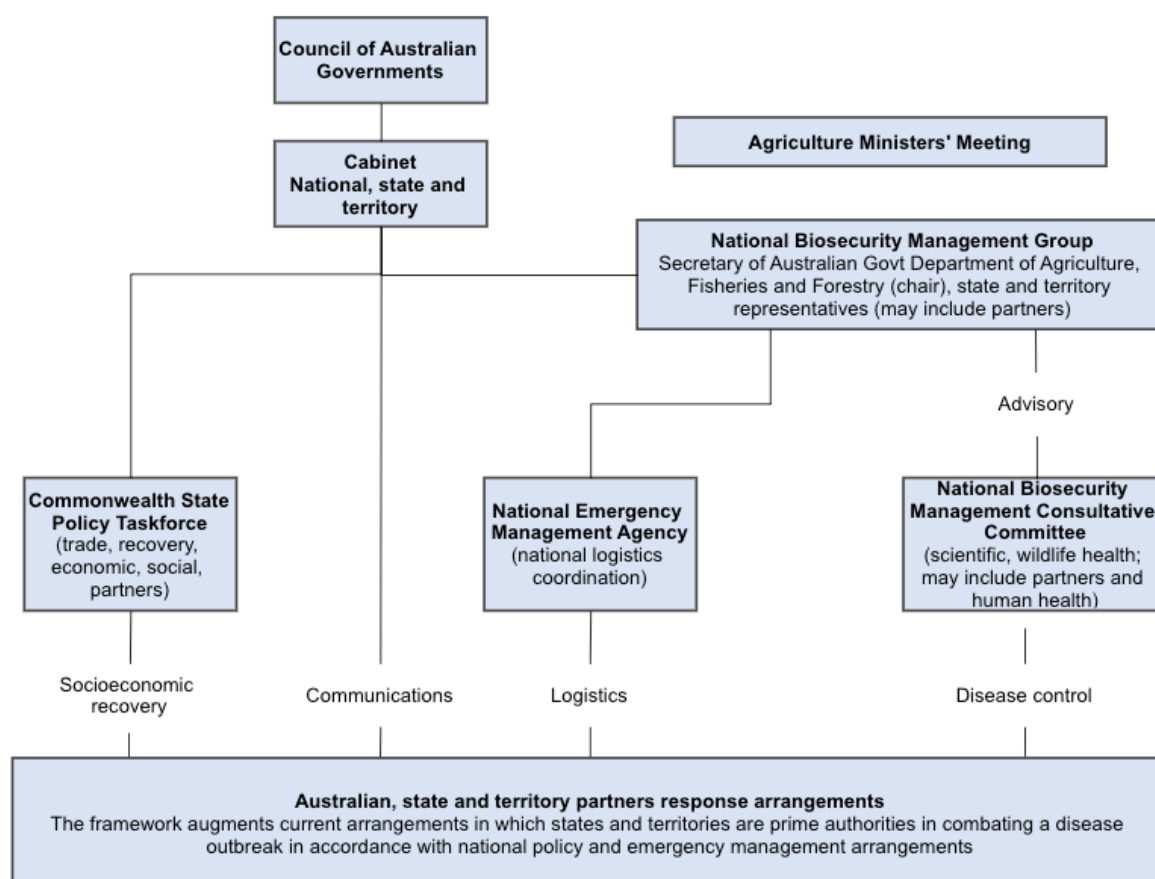 Council of Australian
Governments
Cabinet
National, state and
territory
Agriculture Ministers' Meeting
National Biosecurity Management Group
Secretary of Australian Govt Department of Agriculture,
Fisheries and Forestry (chair), state and territory
representatives (may include partners)
Advisory
Commonwealth State
Policy Taskforce
(trade, recovery,
economic, social,
partners)
National Emergency
Management Agency
(national logistics
coordination)
National Biosecurity
Management Consultative
Committee
(scientific, wildlife health;
may include partners and
human health)
Socioeconomic
recovery
Communications
Logistics
Disease control
Australian, state and territory partners response arrangements
The framework augments current arrangements in which states and territories are prime authorities in combating a disease
outbreak in accordance with national policy and emergency management arrangements